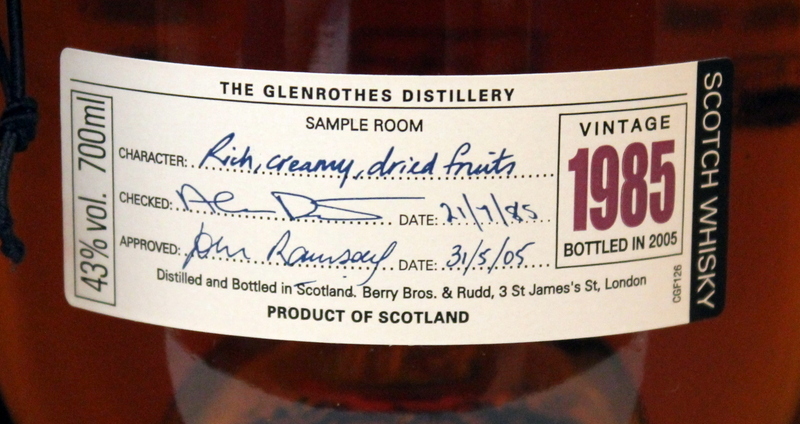 THE GLENROTHES DISTILLERY
SAMPLE ROOM
CHARACTER: Rich, creamy, dried fruits
CHECKED: DATE: 21/7/85
APPROVED: John Ramsay DATE: 31/5/05
Distilled and Bottled in Scotland. Berry Bros. & Rudd, 3 St James's St, London
PRODUCT OF SCOTLAND
43% vol. 700ml
VINTAGE
1985
BOTTLED IN 2005
CGF126
SCOTCH WHISKY